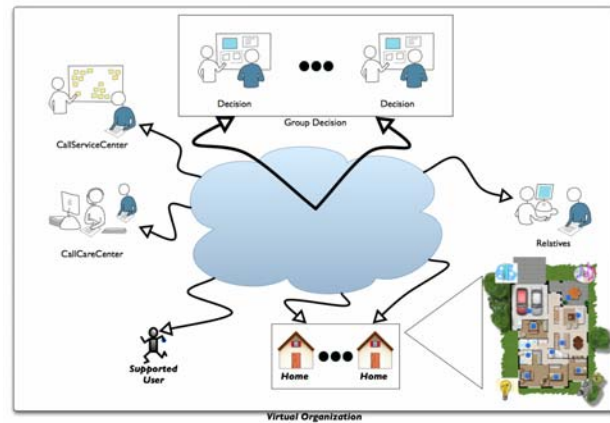 Decision
Decision
Group Decision
CallServiceCenter
CallCareCenter
Relatives
Supported
User
Home
Home
Virtual Organization